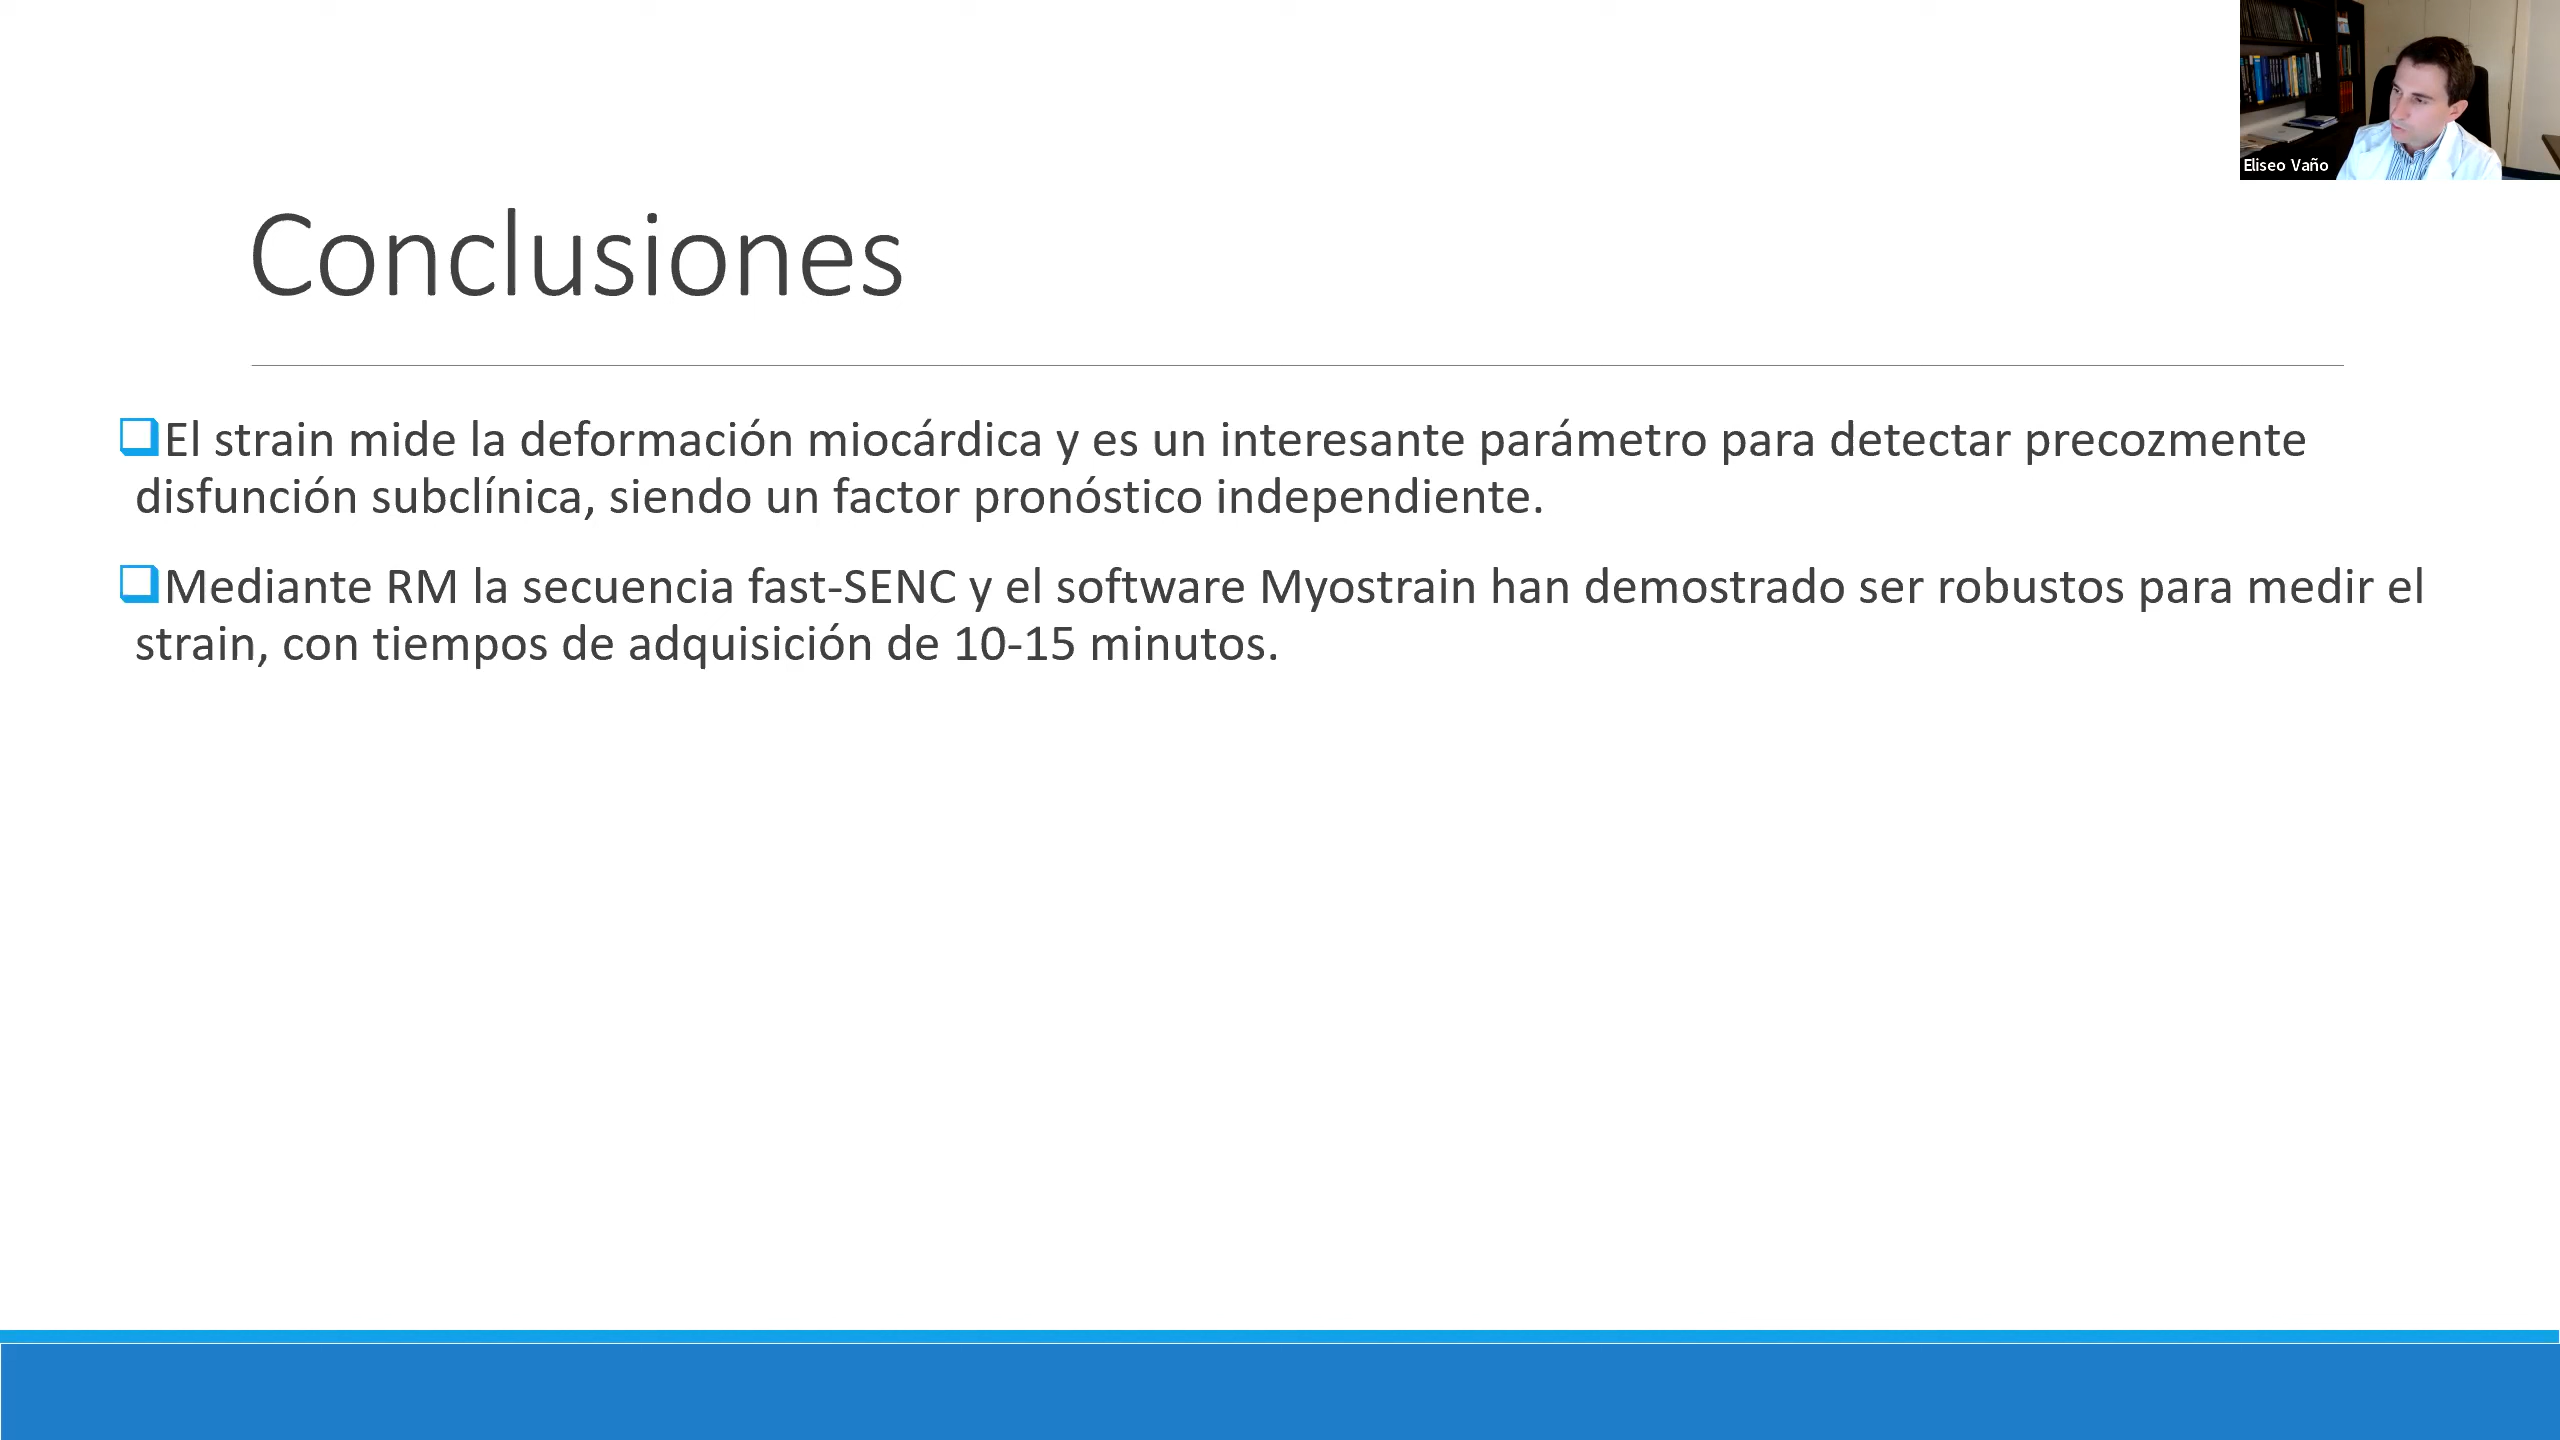 Eliseo Vaño
Conclusiones
El strain mide la deformación miocárdica y es un interesante parámetro para detectar precozmente
disfunción subclínica, siendo un factor pronóstico independiente.
Mediante RM la secuencia fast-SENC y el software Myostrain han demostrado ser robustos para medir el
strain, con tiempos de adquisición de 10-15 minutos.